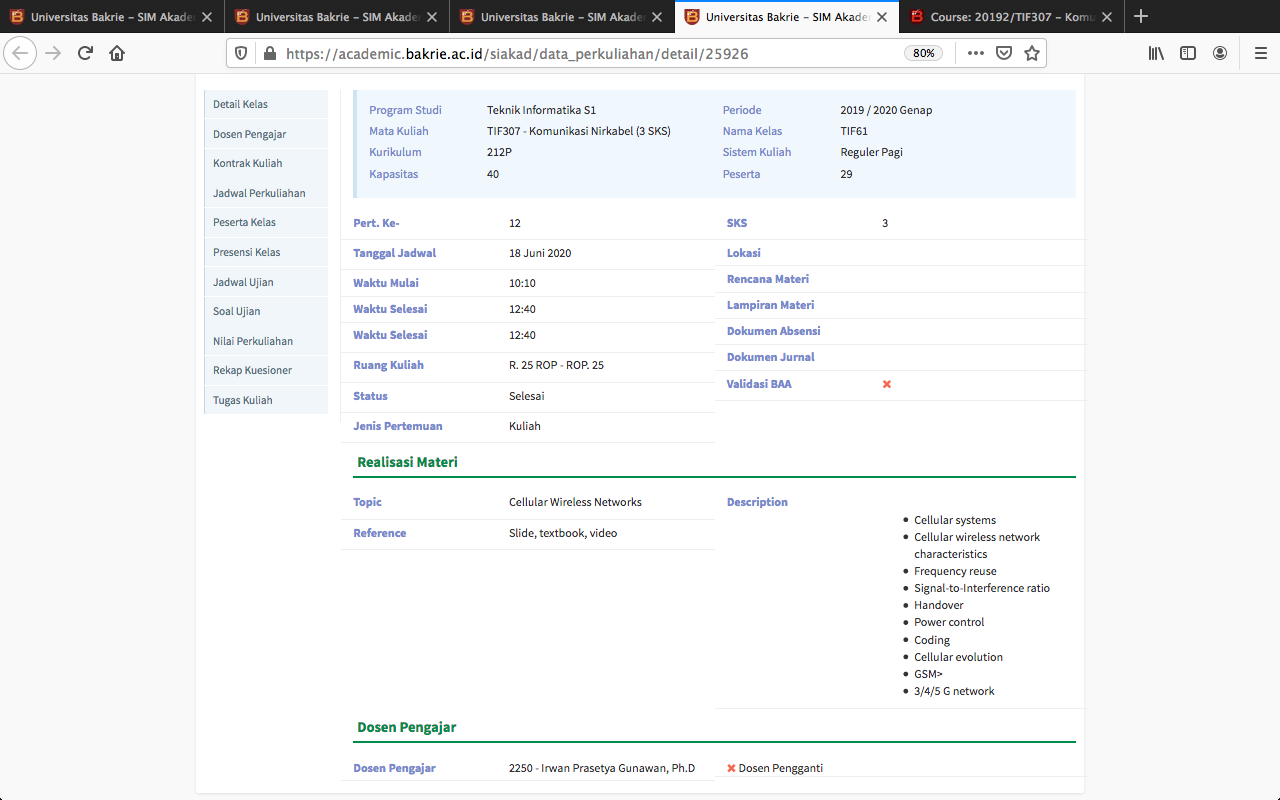 Universitas Bakrie – SIM Akade
Universitas Bakrie – SIM Akade
Universitas Bakrie – SIM Akade
Universitas Bakrie – SIM Akade
Course: 20192/TIF307 – Komu
https://academic.bakrie.ac.id/siakad/data_perkuliahan/detail/25926
80%
Detail Kelas
Dosen Pengajar
Kontrak Kuliah
Jadwal Perkuliahan
Peserta Kelas
Presensi Kelas
Jadwal Ujian
Soal Ujian
Nilai Perkuliahan
Rekap Kuesioner
Tugas Kuliah
Program Studi Teknik Informatika S1 Periode 2019 / 2020 Genap
Mata Kuliah TIF307 - Komunikasi Nirkabel (3 SKS) Nama Kelas TIF61
Kurikulum 212P Sistem Kuliah Reguler Pagi
Kapasitas 40 Peserta 29
Pert. Ke- 12
Tanggal Jadwal 18 Juni 2020
Waktu Mulai 10:10
Waktu Selesai 12:40
Waktu Selesai 12:40
Ruang Kuliah R. 25 ROP - ROP. 25
Status Selesai
Jenis Pertemuan Kuliah
SKS 3
Lokasi
Rencana Materi
Lampiran Materi
Dokumen Absensi
Dokumen Jurnal
Validasi BAA ✖
Realisasi Materi
Topic Cellular Wireless Networks
Reference Slide, textbook, video
Description
• Cellular systems
• Cellular wireless network
characteristics
• Frequency reuse
• Signal-to-Interference ratio
• Handover
• Power control
• Coding
• Cellular evolution
• GSM>
• 3/4/5 G network
Dosen Pengajar
Dosen Pengajar 2250 - Irwan Prasetya Gunawan, Ph.D ✖ Dosen Pengganti